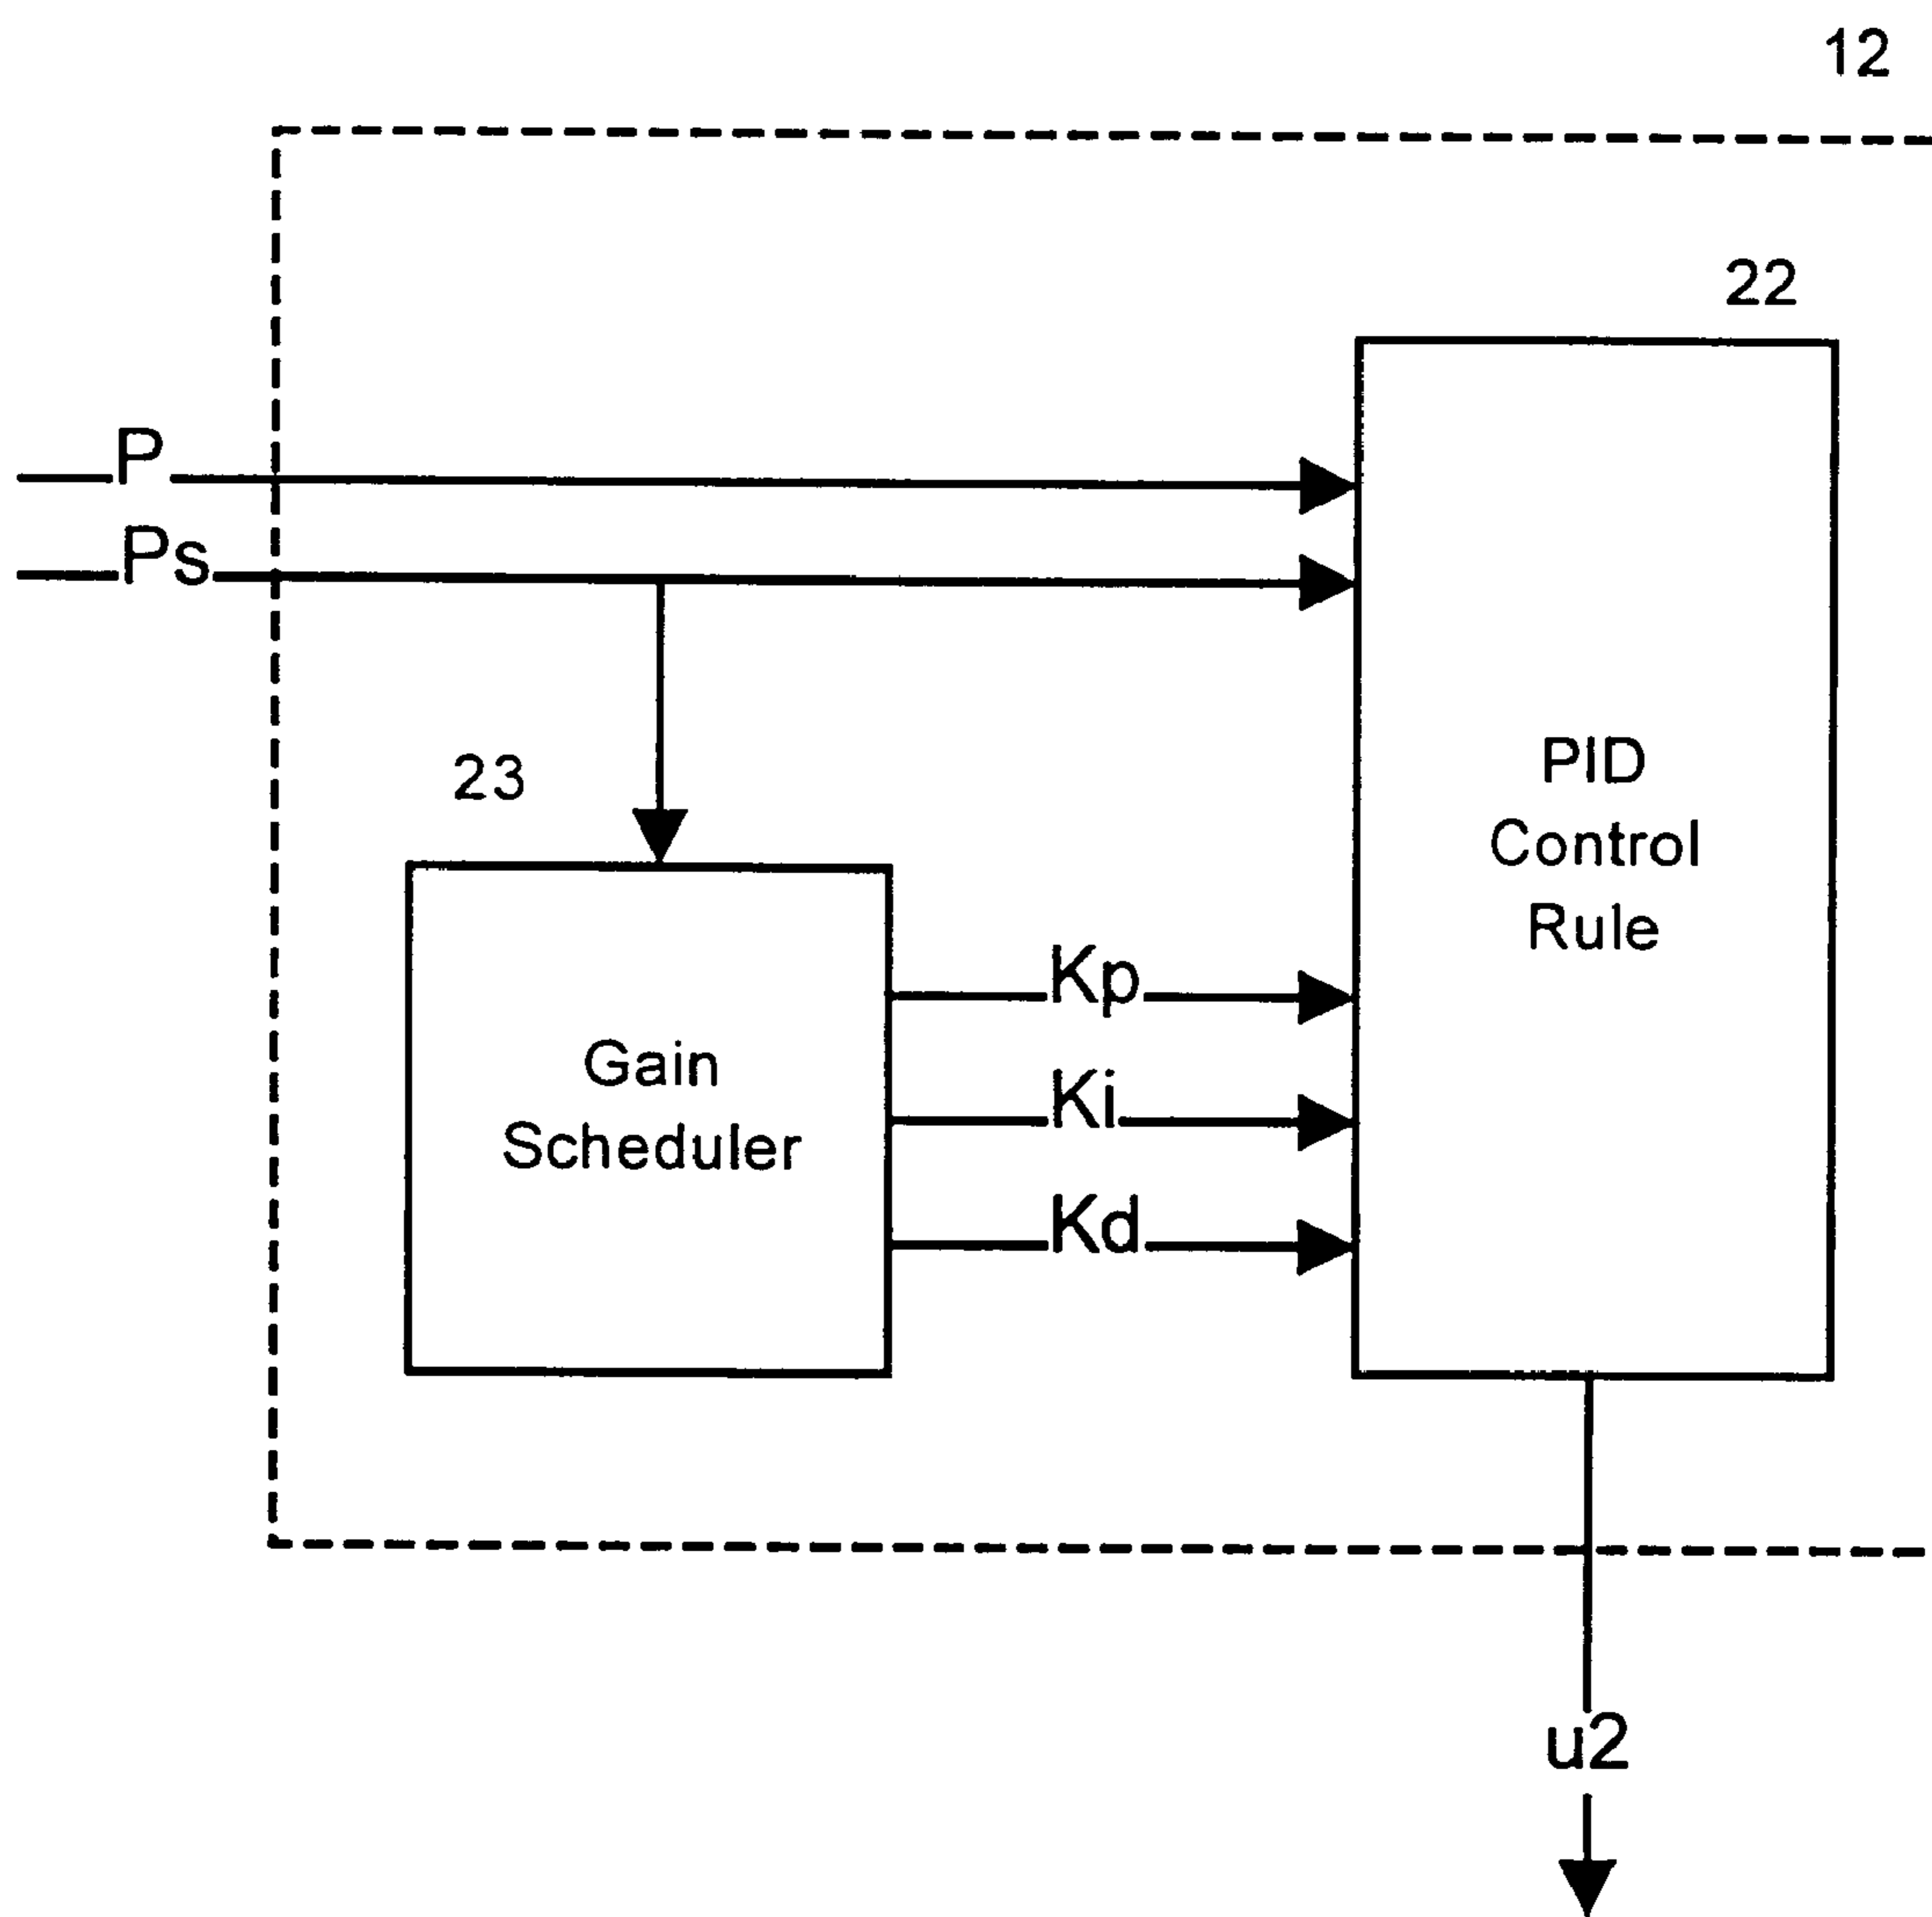 12
22
P
Ps
23
PID
Control
Rule
Kp
Gain
Ki
Scheduler
Kd
u2